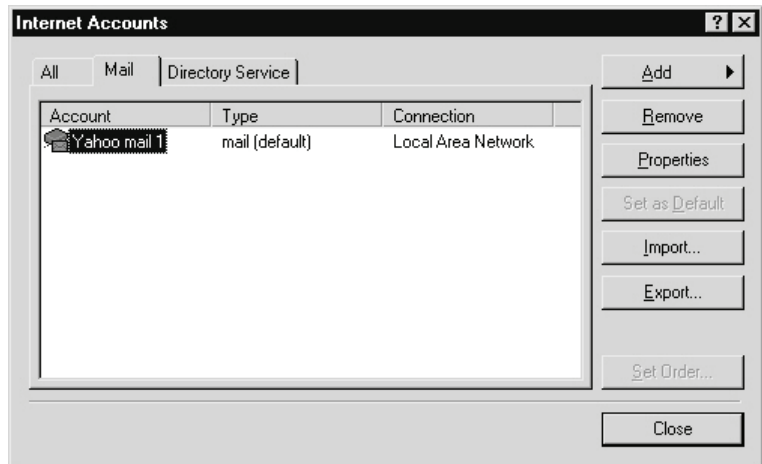 Internet Accounts
All Mail Directory Service
Add
Account Type Connection
Remove
Yahoo mail 1 mail (default) Local Area Network
Properties
Set as Default
Import...
Export...
Set Order...
Close